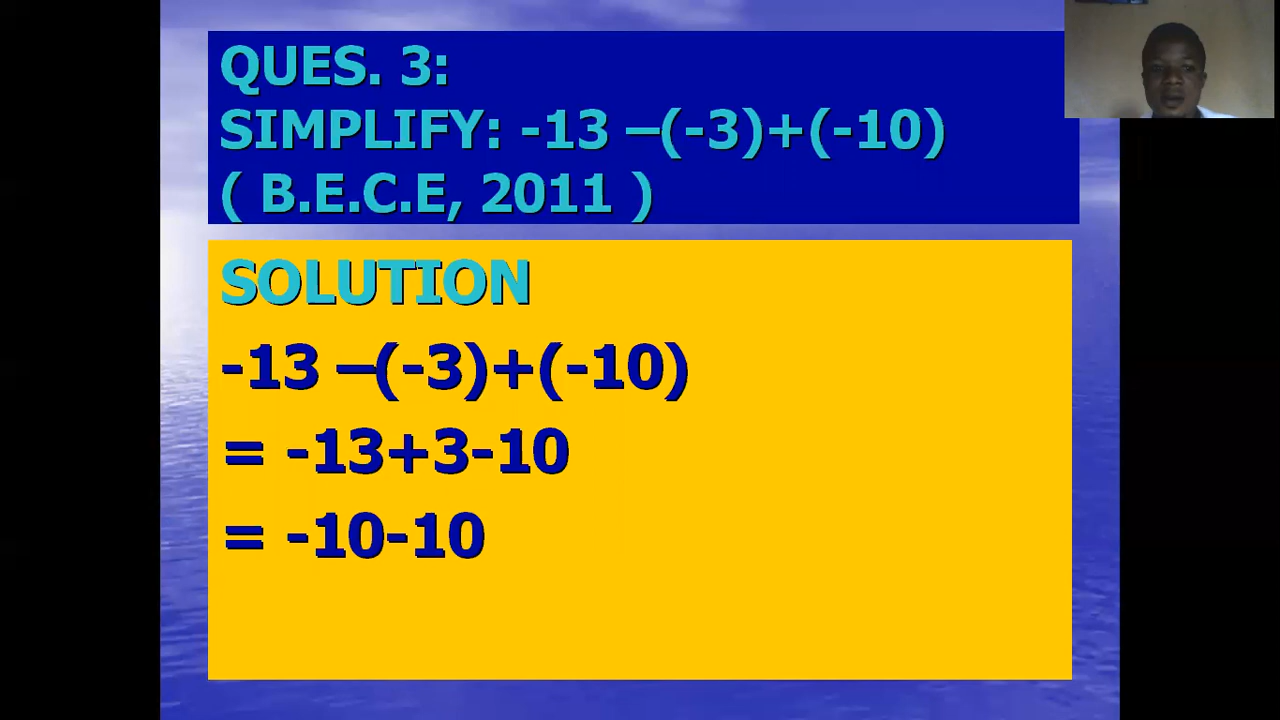 QUES. 3:
SIMPLIFY: -13 –(-3)+(-10)
( B.E.C.E, 2011 )
SOLUTION
-13 –(-3)+(-10)
= -13+3-10
= -10-10